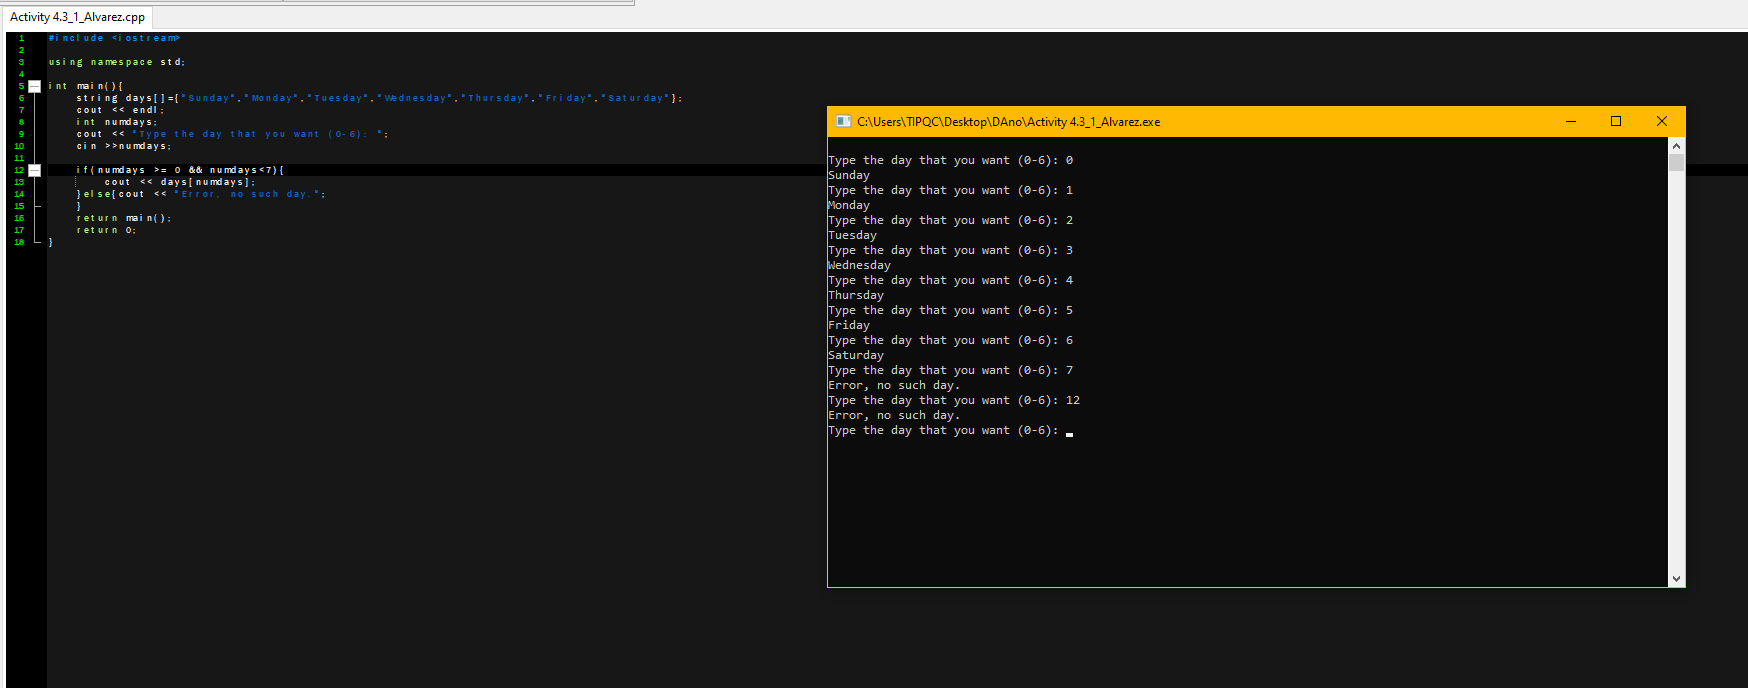 Activity 4.3_1_Alvarez.cpp
1 #include <iostream>
2
3 using namespace std;
4
5 int main(){
6 string days[]={"Sunday","Monday","Tuesday","Wednesday","Thursday","Friday","Saturday"};
7 cout << endl;
8 int numdays;
9 cout << "Type the day that you want (0-6): ";
10 cin >>numdays;
11
12 if(numdays >= 0 && numdays<7){
13 cout << days[numdays];
14 }else{cout << "Error, no such day.";
15 }
16 return main();
17 return 0;
18 }
C:\Users\TIPQC\Desktop\DAno\Activity 4.3_1_Alvarez.exe
Type the day that you want (0-6): 0
Sunday
Type the day that you want (0-6): 1
Monday
Type the day that you want (0-6): 2
Tuesday
Type the day that you want (0-6): 3
Wednesday
Type the day that you want (0-6): 4
Thursday
Type the day that you want (0-6): 5
Friday
Type the day that you want (0-6): 6
Saturday
Type the day that you want (0-6): 7
Error, no such day.
Type the day that you want (0-6): 12
Error, no such day.
Type the day that you want (0-6):